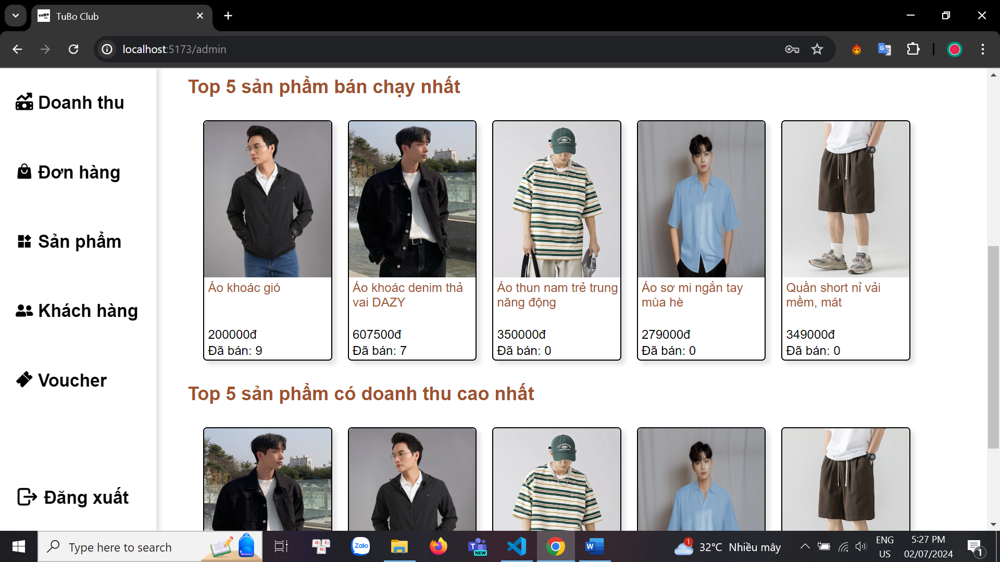 TuBo Club
localhost:5173/admin
Doanh thu
Đơn hàng
Sản phẩm
Khách hàng
Voucher
Đăng xuất
Top 5 sản phẩm bán chạy nhất
Áo khoác gió
200000đ
Đã bán: 9
Áo khoác denim thả
vai DAZY
607500đ
Đã bán: 7
Áo thun nam trẻ trung
năng động
350000đ
Đã bán: 0
Áo sơ mi ngắn tay
mùa hè
279000đ
Đã bán: 0
Quần short nỉ vải
mềm, mát
349000đ
Đã bán: 0
Top 5 sản phẩm có doanh thu cao nhất
Type here to search
Zalo
NEW
1
32°C Nhiều mây
ENG
US
5:27 PM
02/07/2024
1